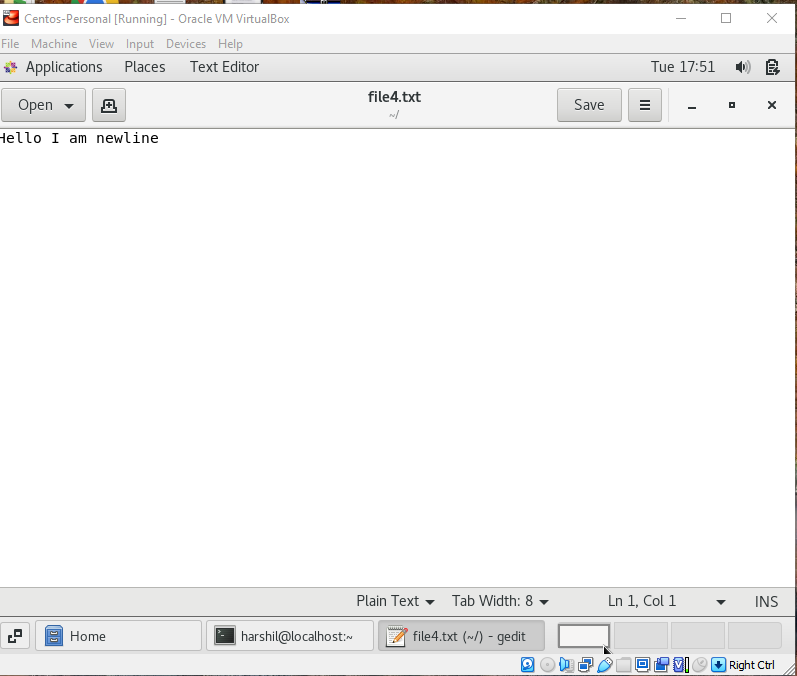 Centos-Personal [Running] - Oracle VM VirtualBox
File Machine View Input Devices Help
Applications Places Text Editor Tue 17:51
Open file4.txt Save
~/
Hello I am newline
Plain Text Tab Width: 8 Ln 1, Col 1 INS
Home harshil@localhost:~ file4.txt (~/) - gedit
Right Ctrl